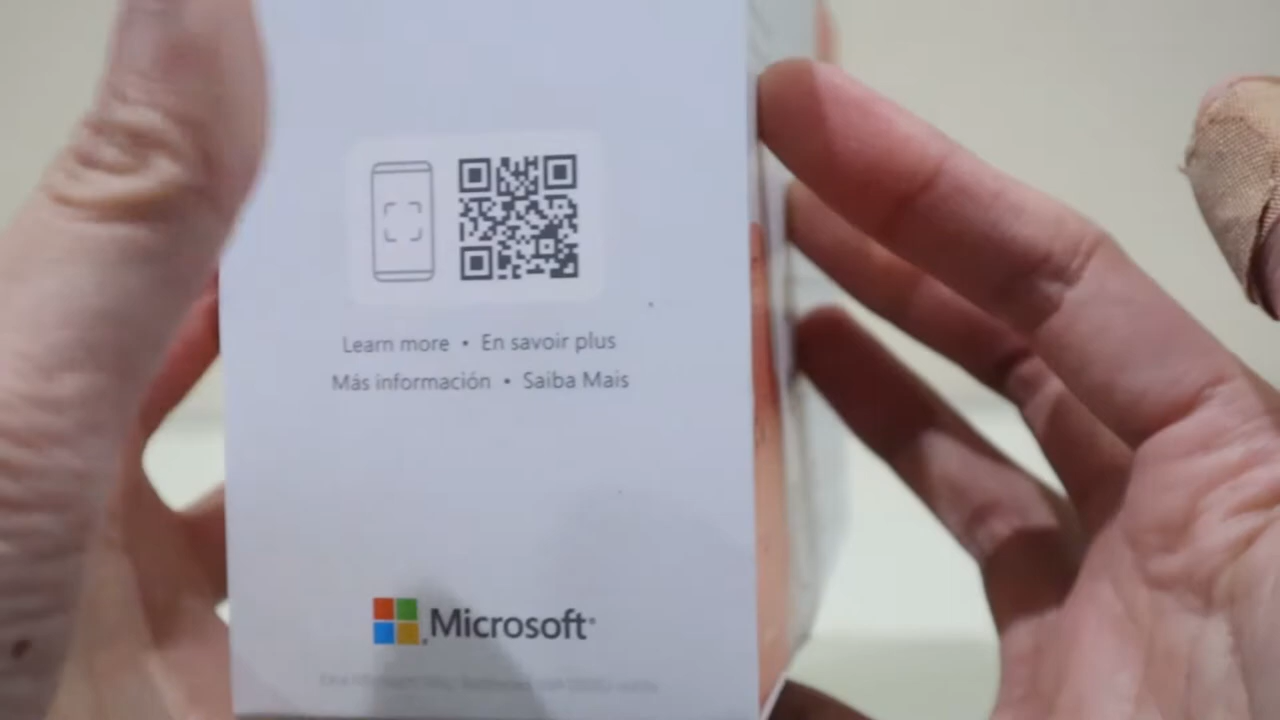 Learn more • En savoir plus
Más información • Saiba Mais
Microsoft